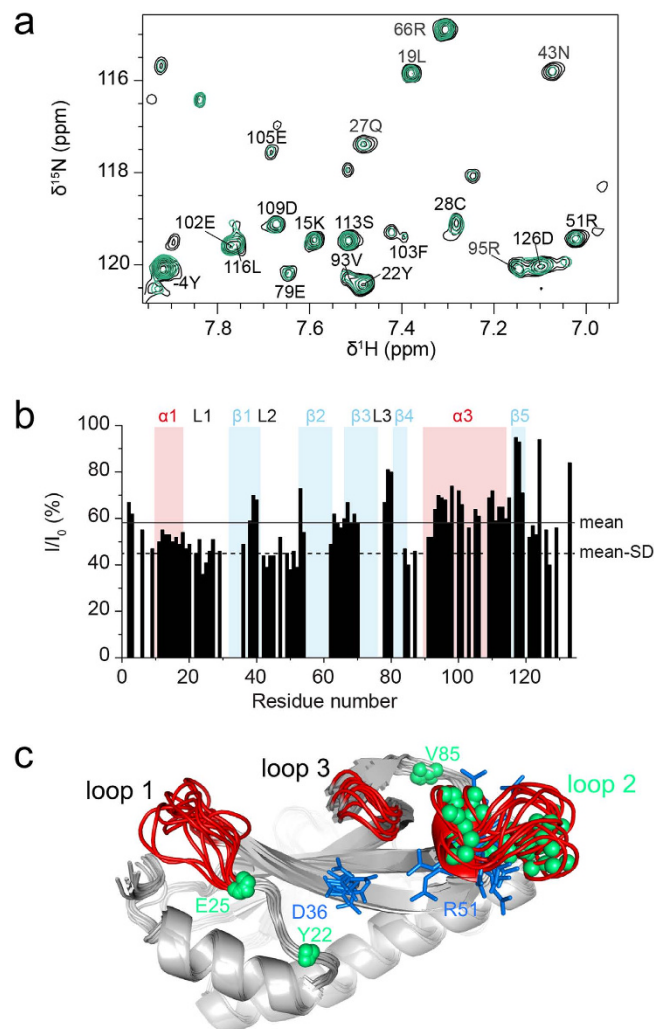 a
66R
19L
43N
116
27Q
105E
118
δ¹⁵N (ppm)
109D
15K
113S
28C
51R
102E
103F
116L
93V
95R
126D
120
-4Y
79E
22Y
7.8 7.6 7.4 7.2 7.0
δ¹H (ppm)
b
α1 L1 β1 L2 β2 β3 L3 β4 α3 β5
100
80
60
40
20
0
I/I₀ (%)
mean
mean-SD
0 20 40 60 80 100 120
Residue number
c
V85
loop 1
loop 3
loop 2
E25
D36
R51
Y22